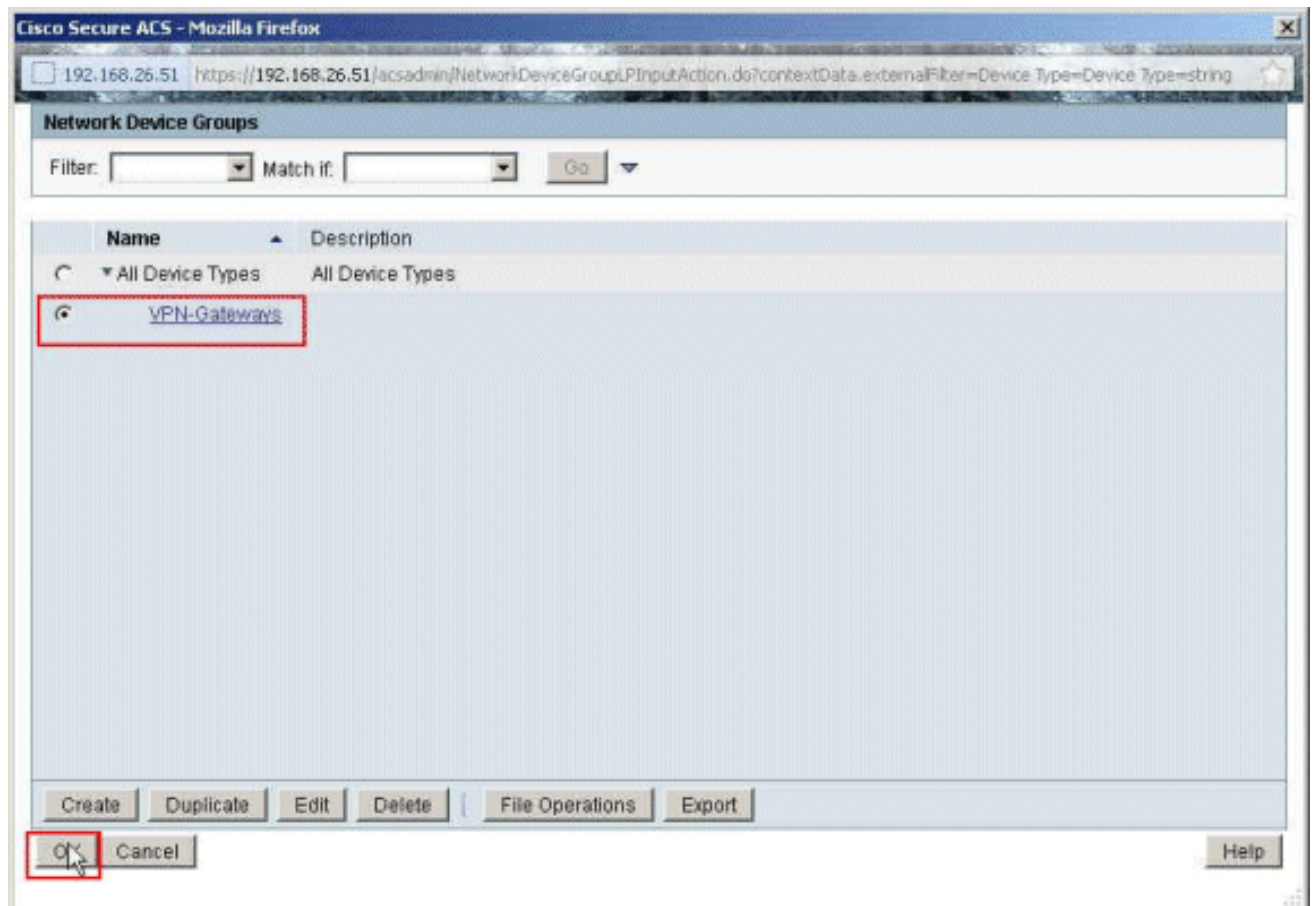 Cisco Secure ACS - Mozilla Firefox
192.168.26.51 https://192.168.26.51/acsadmin/NetworkDeviceGroupLPInputAction.do?contextData.externalFilter=Device Type=Device Type=string
Network Device Groups
Filter: Match if: Go
Name Description
All Device Types All Device Types
VPN-Gateways
Create Duplicate Edit Delete File Operations Export
OK Cancel Help